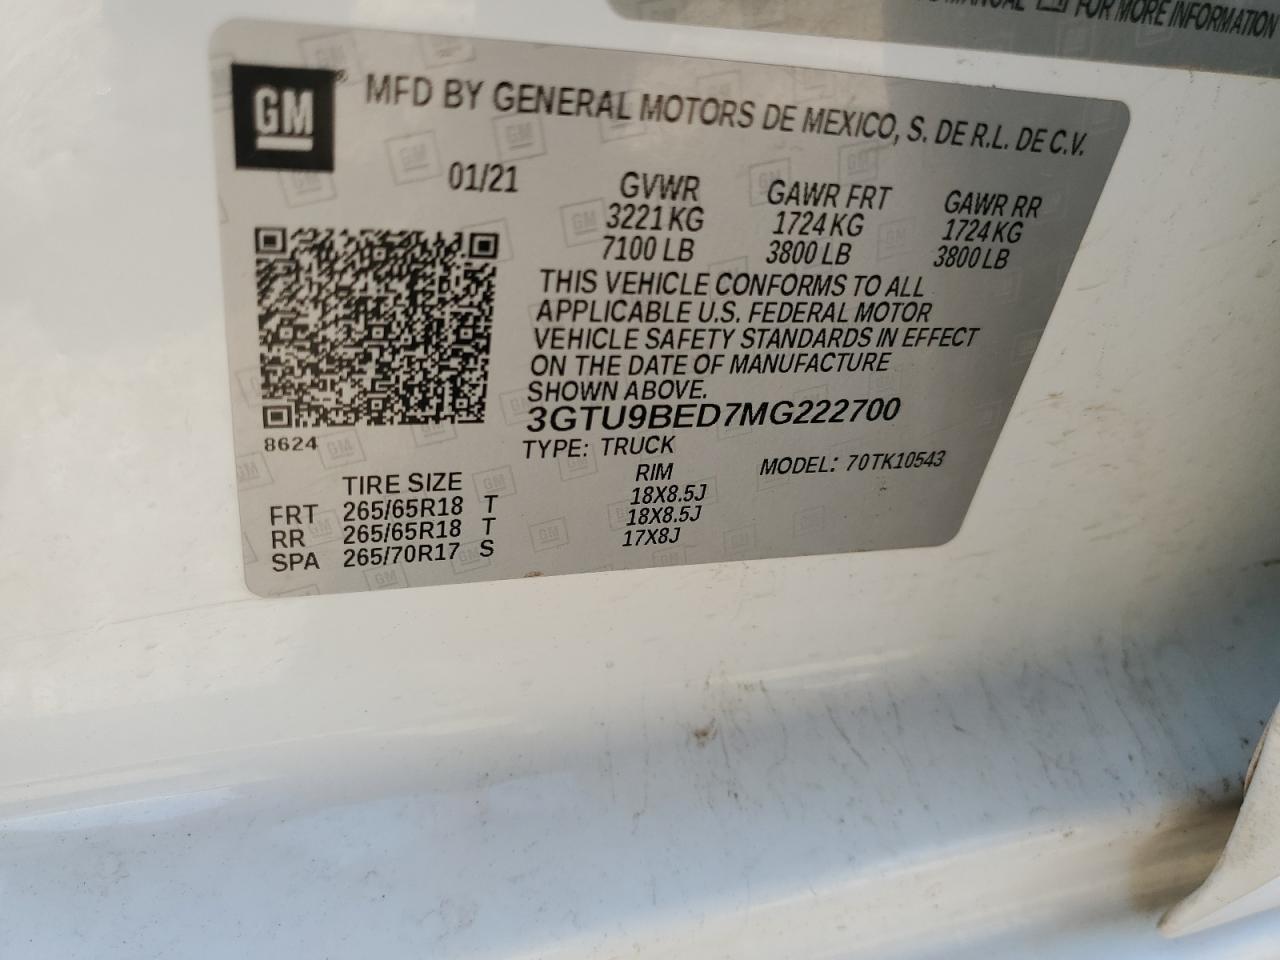 MANUAL FOR MORE INFORMATION
GM ® MFD BY GENERAL MOTORS DE MEXICO, S. DE R.L. DE C.V.
01/21 GVWR GAWR FRT GAWR RR
3221 KG 1724 KG 1724 KG
7100 LB 3800 LB 3800 LB
THIS VEHICLE CONFORMS TO ALL
APPLICABLE U.S. FEDERAL MOTOR
VEHICLE SAFETY STANDARDS IN EFFECT
ON THE DATE OF MANUFACTURE
SHOWN ABOVE.
3GTU9BED7MG222700
8624
TYPE: TRUCK MODEL: 70TK10543
TIRE SIZE RIM
FRT 265/65R18 T 18X8.5J
RR 265/65R18 T 18X8.5J
SPA 265/70R17 S 17X8J